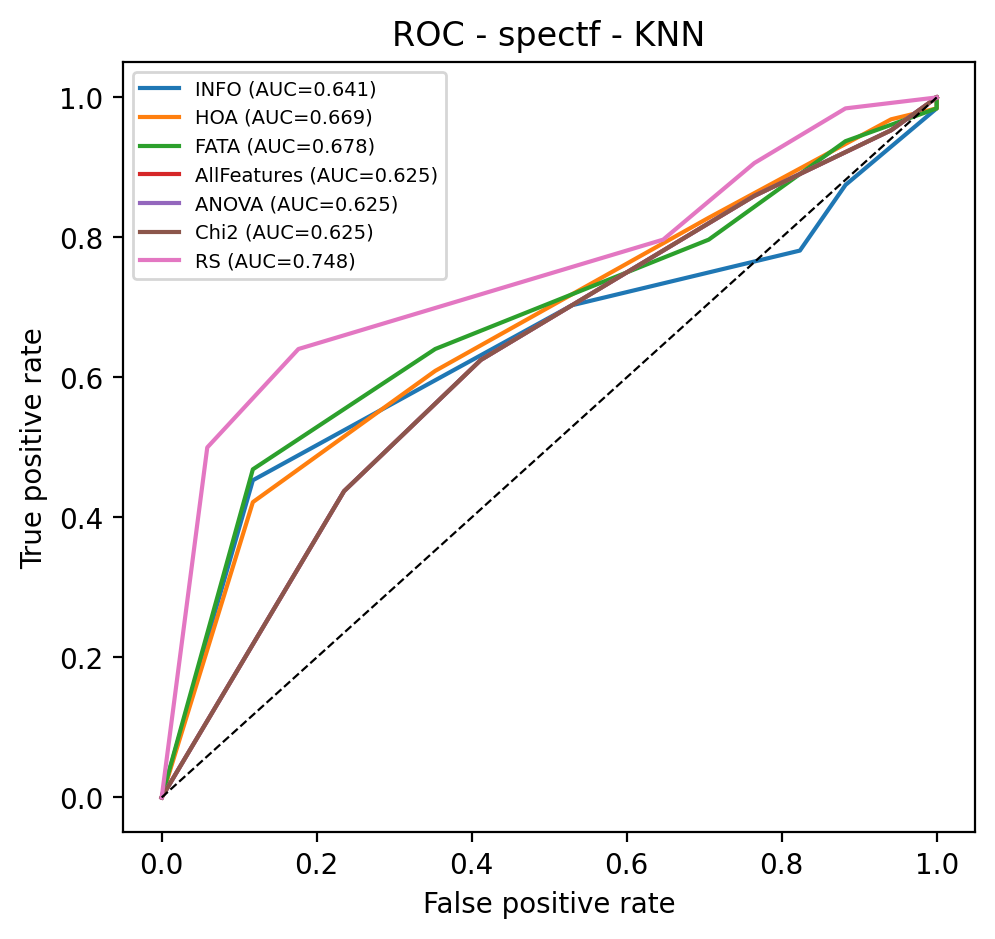 ROC - spectf - KNN
INFO (AUC=0.641)
HOA (AUC=0.669)
FATA (AUC=0.678)
AllFeatures (AUC=0.625)
ANOVA (AUC=0.625)
Chi2 (AUC=0.625)
RS (AUC=0.748)
1.0
0.8
0.6
0.4
0.2
0.0
True positive rate
0.0 0.2 0.4 0.6 0.8 1.0
False positive rate